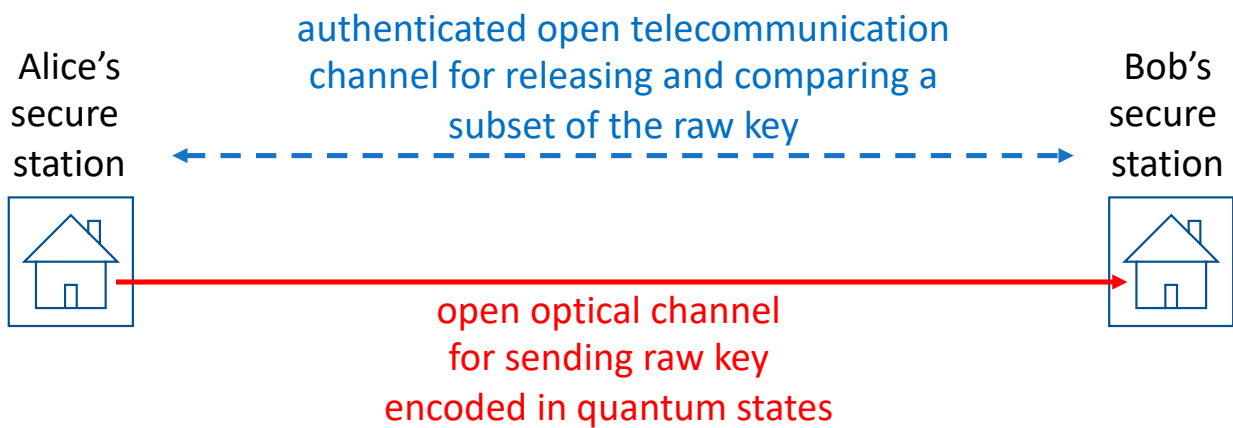 Alice’s
secure
station
authenticated open telecommunication
channel for releasing and comparing a
subset of the raw key
Bob’s
secure
station
open optical channel
for sending raw key
encoded in quantum states